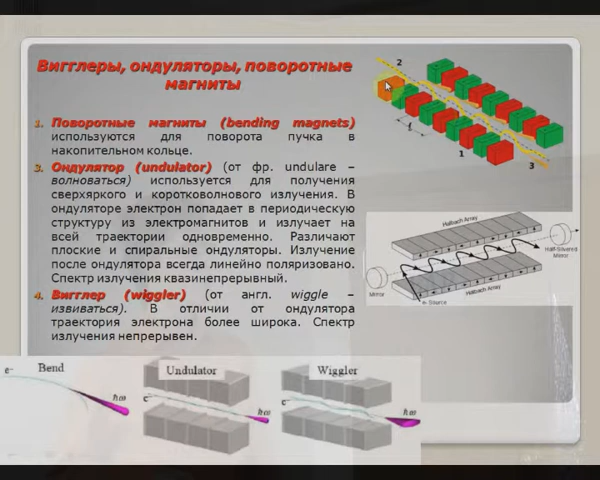 Вигглеры, ондуляторы, поворотные
магниты
1. Поворотные магниты (bending magnets)
используются для поворота пучка в
накопительном кольце.
3. Ондулятор (undulator) (от фр. undulare –
волноваться) используется для получения
сверхяркого и коротковолнового излучения. В
ондуляторе электрон попадает в периодическую
структуру из электромагнитов и излучает на
всей траектории одновременно. Различают
плоские и спиральные ондуляторы. Излучение
после ондулятора всегда линейно поляризовано.
Спектр излучения квазинепрерывный.
4. Вигглер (wiggler) (от англ. wiggle –
извиваться). В отличии от ондулятора
траектория электрона более широка. Спектр
излучения непрерывен.
2
1
3
Halbach Array
Half-Silvered
Mirror
Mirror
e- Source
Halbach Array
e⁻
Bend
ħω
Undulator
e⁻
ħω
Wiggler
e⁻
ħω